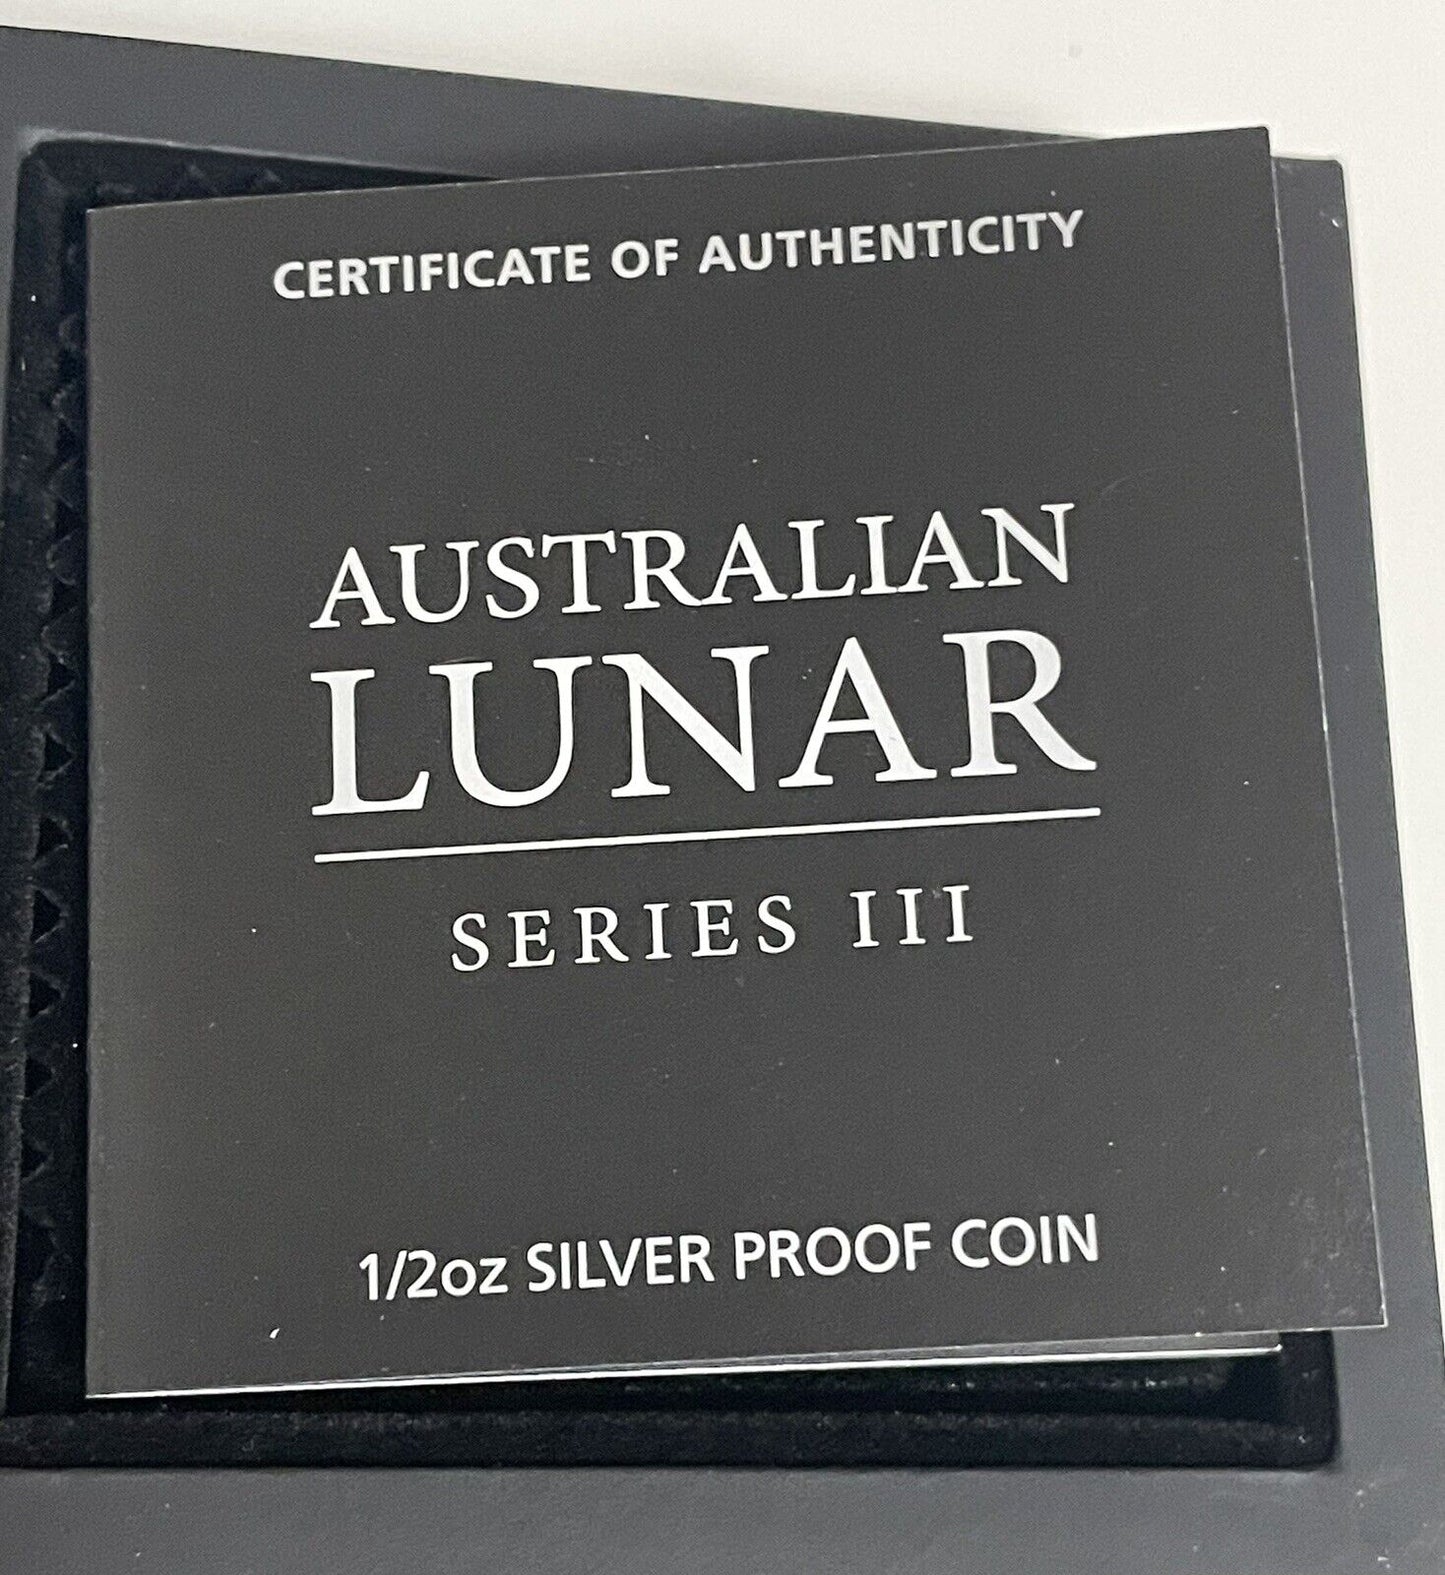 CERTIFICATE OF AUTHENTICITY
AUSTRALIAN
LUNAR
SERIES III
1/2oz SILVER PROOF COIN